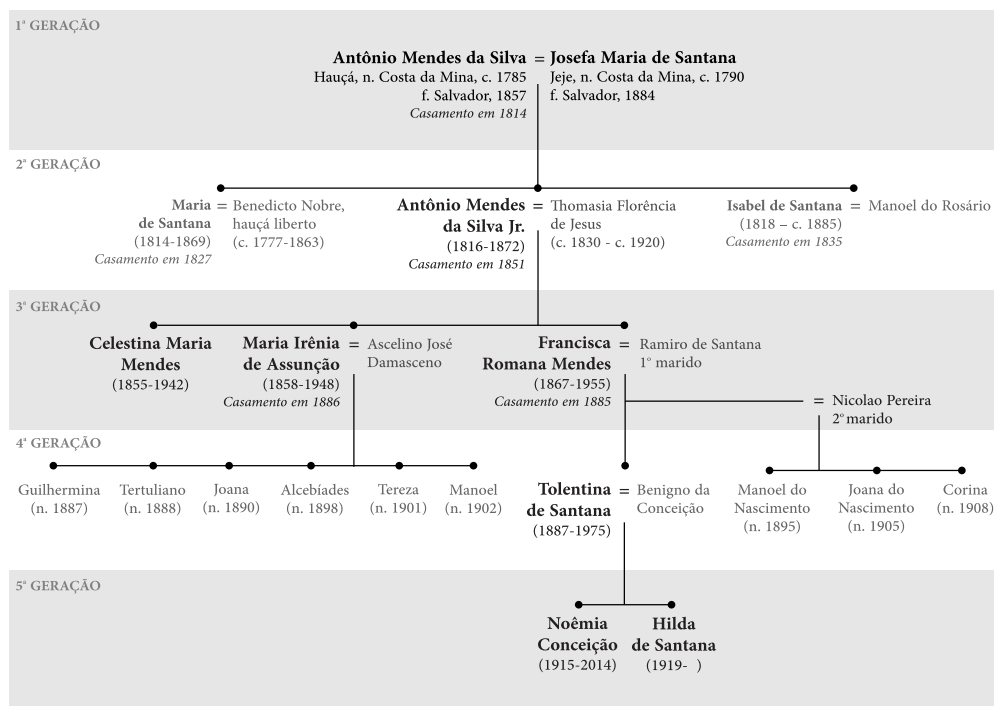 1ª GERAÇÃO
Antônio Mendes da Silva = Josefa Maria de Santana
Hauçá, n. Costa da Mina, c. 1785
f. Salvador, 1857
Casamento em 1814
Jeje, n. Costa da Mina, c. 1790
f. Salvador, 1884
2ª GERAÇÃO
Maria
de Santana
(1814-1869)
Casamento em 1827
= Benedicto Nobre,
hauçá liberto
(c. 1777-1863)
Antônio Mendes
da Silva Jr.
(1816-1872)
Casamento em 1851
= Thomasia Florência
de Jesus
(c. 1830 - c. 1920)
Isabel de Santana = Manoel do Rosário
(1818 – c. 1885)
Casamento em 1835
3ª GERAÇÃO
Celestina Maria
Mendes
(1855-1942)
Maria Irênia
de Assunção
(1858-1948)
Casamento em 1886
= Ascelino José
Damasceno
Francisca
Romana Mendes
(1867-1955)
Casamento em 1885
= Ramiro de Santana
1º marido
= Nicolao Pereira
2º marido
4ª GERAÇÃO
Guilhermina
(n. 1887)
Tertuliano
(n. 1888)
Joana
(n. 1890)
Alcebíades
(n. 1898)
Tereza
(n. 1901)
Manoel
(n. 1902)
Tolentina
de Santana
(1887-1975)
= Benigno da
Conceição
Manoel do
Nascimento
(n. 1895)
Joana do
Nascimento
(n. 1905)
Corina
(n. 1908)
5ª GERAÇÃO
Noêmia
Conceição
(1915-2014)
Hilda
de Santana
(1919-  )